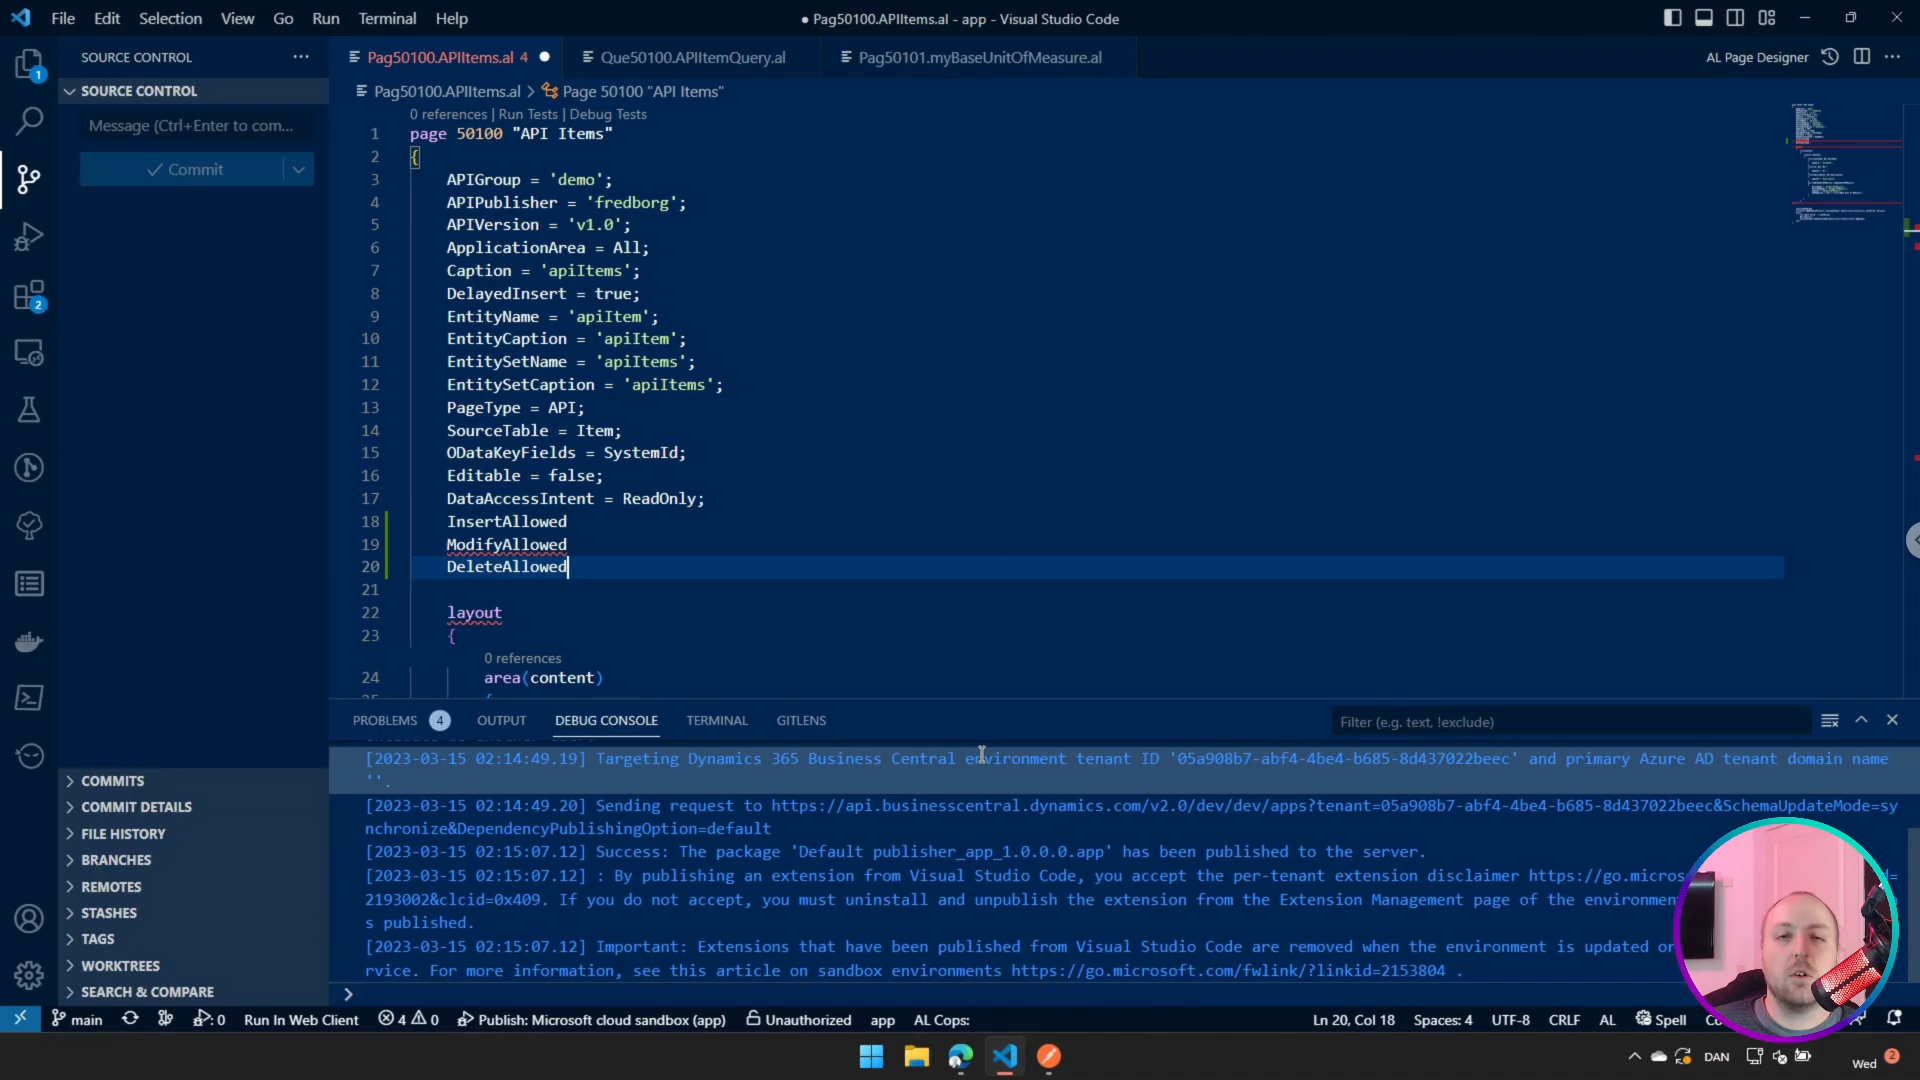 File Edit Selection View Go Run Terminal Help
● Pag50100.APIItems.al - app - Visual Studio Code
SOURCE CONTROL
Pag50100.APIItems.al 4
Que50100.APIItemQuery.al
Pag50101.myBaseUnitOfMeasure.al
AL Page Designer
1
SOURCE CONTROL
Pag50100.APIItems.al > Page 50100 "API Items"
Message (Ctrl+Enter to com...
Commit
2
0 references | Run Tests | Debug Tests
1 page 50100 "API Items"
2 {
3 APIGroup = 'demo';
4 APIPublisher = 'fredborg';
5 APIVersion = 'v1.0';
6 ApplicationArea = All;
7 Caption = 'apiItems';
8 DelayedInsert = true;
9 EntityName = 'apiItem';
10 EntityCaption = 'apiItem';
11 EntitySetName = 'apiItems';
12 EntitySetCaption = 'apiItems';
13 PageType = API;
14 SourceTable = Item;
15 ODataKeyFields = SystemId;
16 Editable = false;
17 DataAccessIntent = ReadOnly;
18 InsertAllowed
19 ModifyAllowed
20 DeleteAllowed
21
22 layout
23 {
0 references
24 area(content)
PROBLEMS 4 OUTPUT DEBUG CONSOLE TERMINAL GITLENS
Filter (e.g. text, !exclude)
[2023-03-15 02:14:49.19] Targeting Dynamics 365 Business Central environment tenant ID '05a908b7-abf4-4be4-b685-8d437022beec' and primary Azure AD tenant domain name
''.
[2023-03-15 02:14:49.20] Sending request to https://api.businesscentral.dynamics.com/v2.0/dev/dev/apps?tenant=05a908b7-abf4-4be4-b685-8d437022beec&SchemaUpdateMode=sy
nchronize&DependencyPublishingOption=default
[2023-03-15 02:15:07.12] Success: The package 'Default publisher_app_1.0.0.0.app' has been published to the server.
[2023-03-15 02:15:07.12] : By publishing an extension from Visual Studio Code, you accept the per-tenant extension disclaimer https://go.micros
2193002&clcid=0x409. If you do not accept, you must uninstall and unpublish the extension from the Extension Management page of the environmen
s published.
[2023-03-15 02:15:07.12] Important: Extensions that have been published from Visual Studio Code are removed when the environment is updated or
rvice. For more information, see this article on sandbox environments https://go.microsoft.com/fwlink/?linkid=2153804 .
COMMITS
COMMIT DETAILS
FILE HISTORY
BRANCHES
REMOTES
STASHES
TAGS
WORKTREES
SEARCH & COMPARE
main
0
Run In Web Client
4 0
Publish: Microsoft cloud sandbox (app)
Unauthorized
app
AL Cops:
Ln 20, Col 18
Spaces: 4
UTF-8
CRLF
AL
Spell
DAN
Wed
2